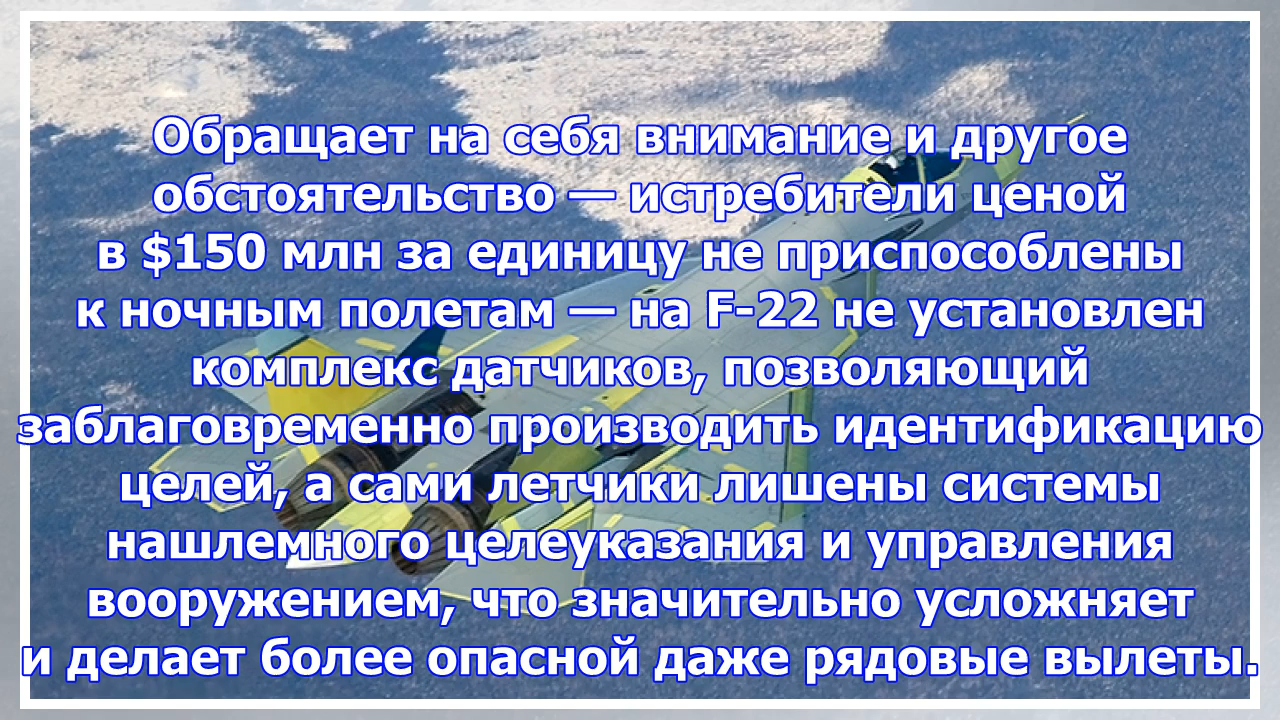 Обращает на себя внимание и другое
обстоятельство — истребители ценой
в $150 млн за единицу не приспособлены
к ночным полетам — на F-22 не установлен
комплекс датчиков, позволяющий
заблаговременно производить идентификацию
целей, а сами летчики лишены системы
нашлемного целеуказания и управления
вооружением, что значительно усложняет
и делает более опасной даже рядовые вылеты.